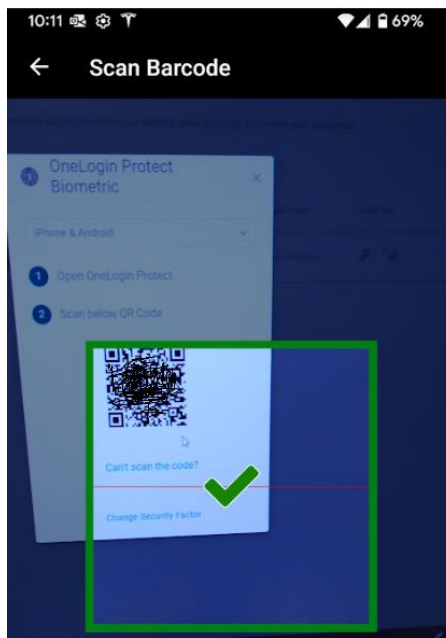 10:11
69%
Scan Barcode
OneLogin Protect
Biometric
iPhone & Android
1 Open OneLogin Protect
2 Scan below QR Code
Can't scan the code?
Change Security Factor